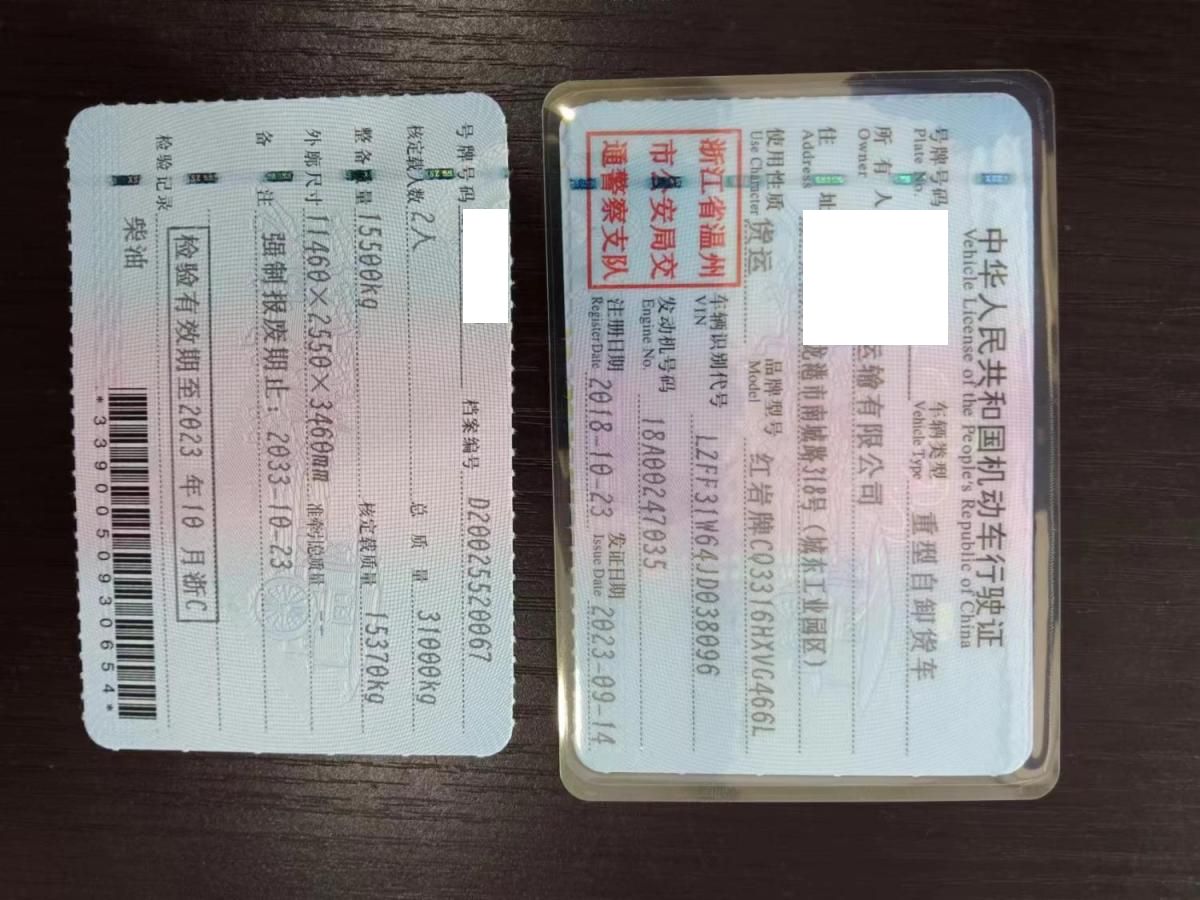 中华人民共和国机动车行驶证
Vehicle License of the People's Republic of China
号牌号码
Plate No.
车辆类型 重型自卸货车
Vehicle Type
所有人 运输有限公司
Owner
住址 龙港市南城路318号(城东工业园区)
Address
使用性质 货运 品牌型号 红岩牌CQ3316HXVG466L
Use Character Model
浙江省温州
市公安局交
通警察支队
车辆识别代号 LZFF31W64JD038096
VIN
发动机号码 18A00247035
Engine No.
注册日期 2018-10-23 发证日期 2023-09-14
Register Date Issue Date
号牌号码 档案编号 D20025520067
核定载人数 2人 总质量 31000kg
整备质量 15500kg 核定载质量 15370kg
外廓尺寸 11460×2550×3460mm 准牵引总质量 --
备注 强制报废期止:2033-10-23
检验有效期至2023年10月浙C
检验记录
柴油
*3390050930654*